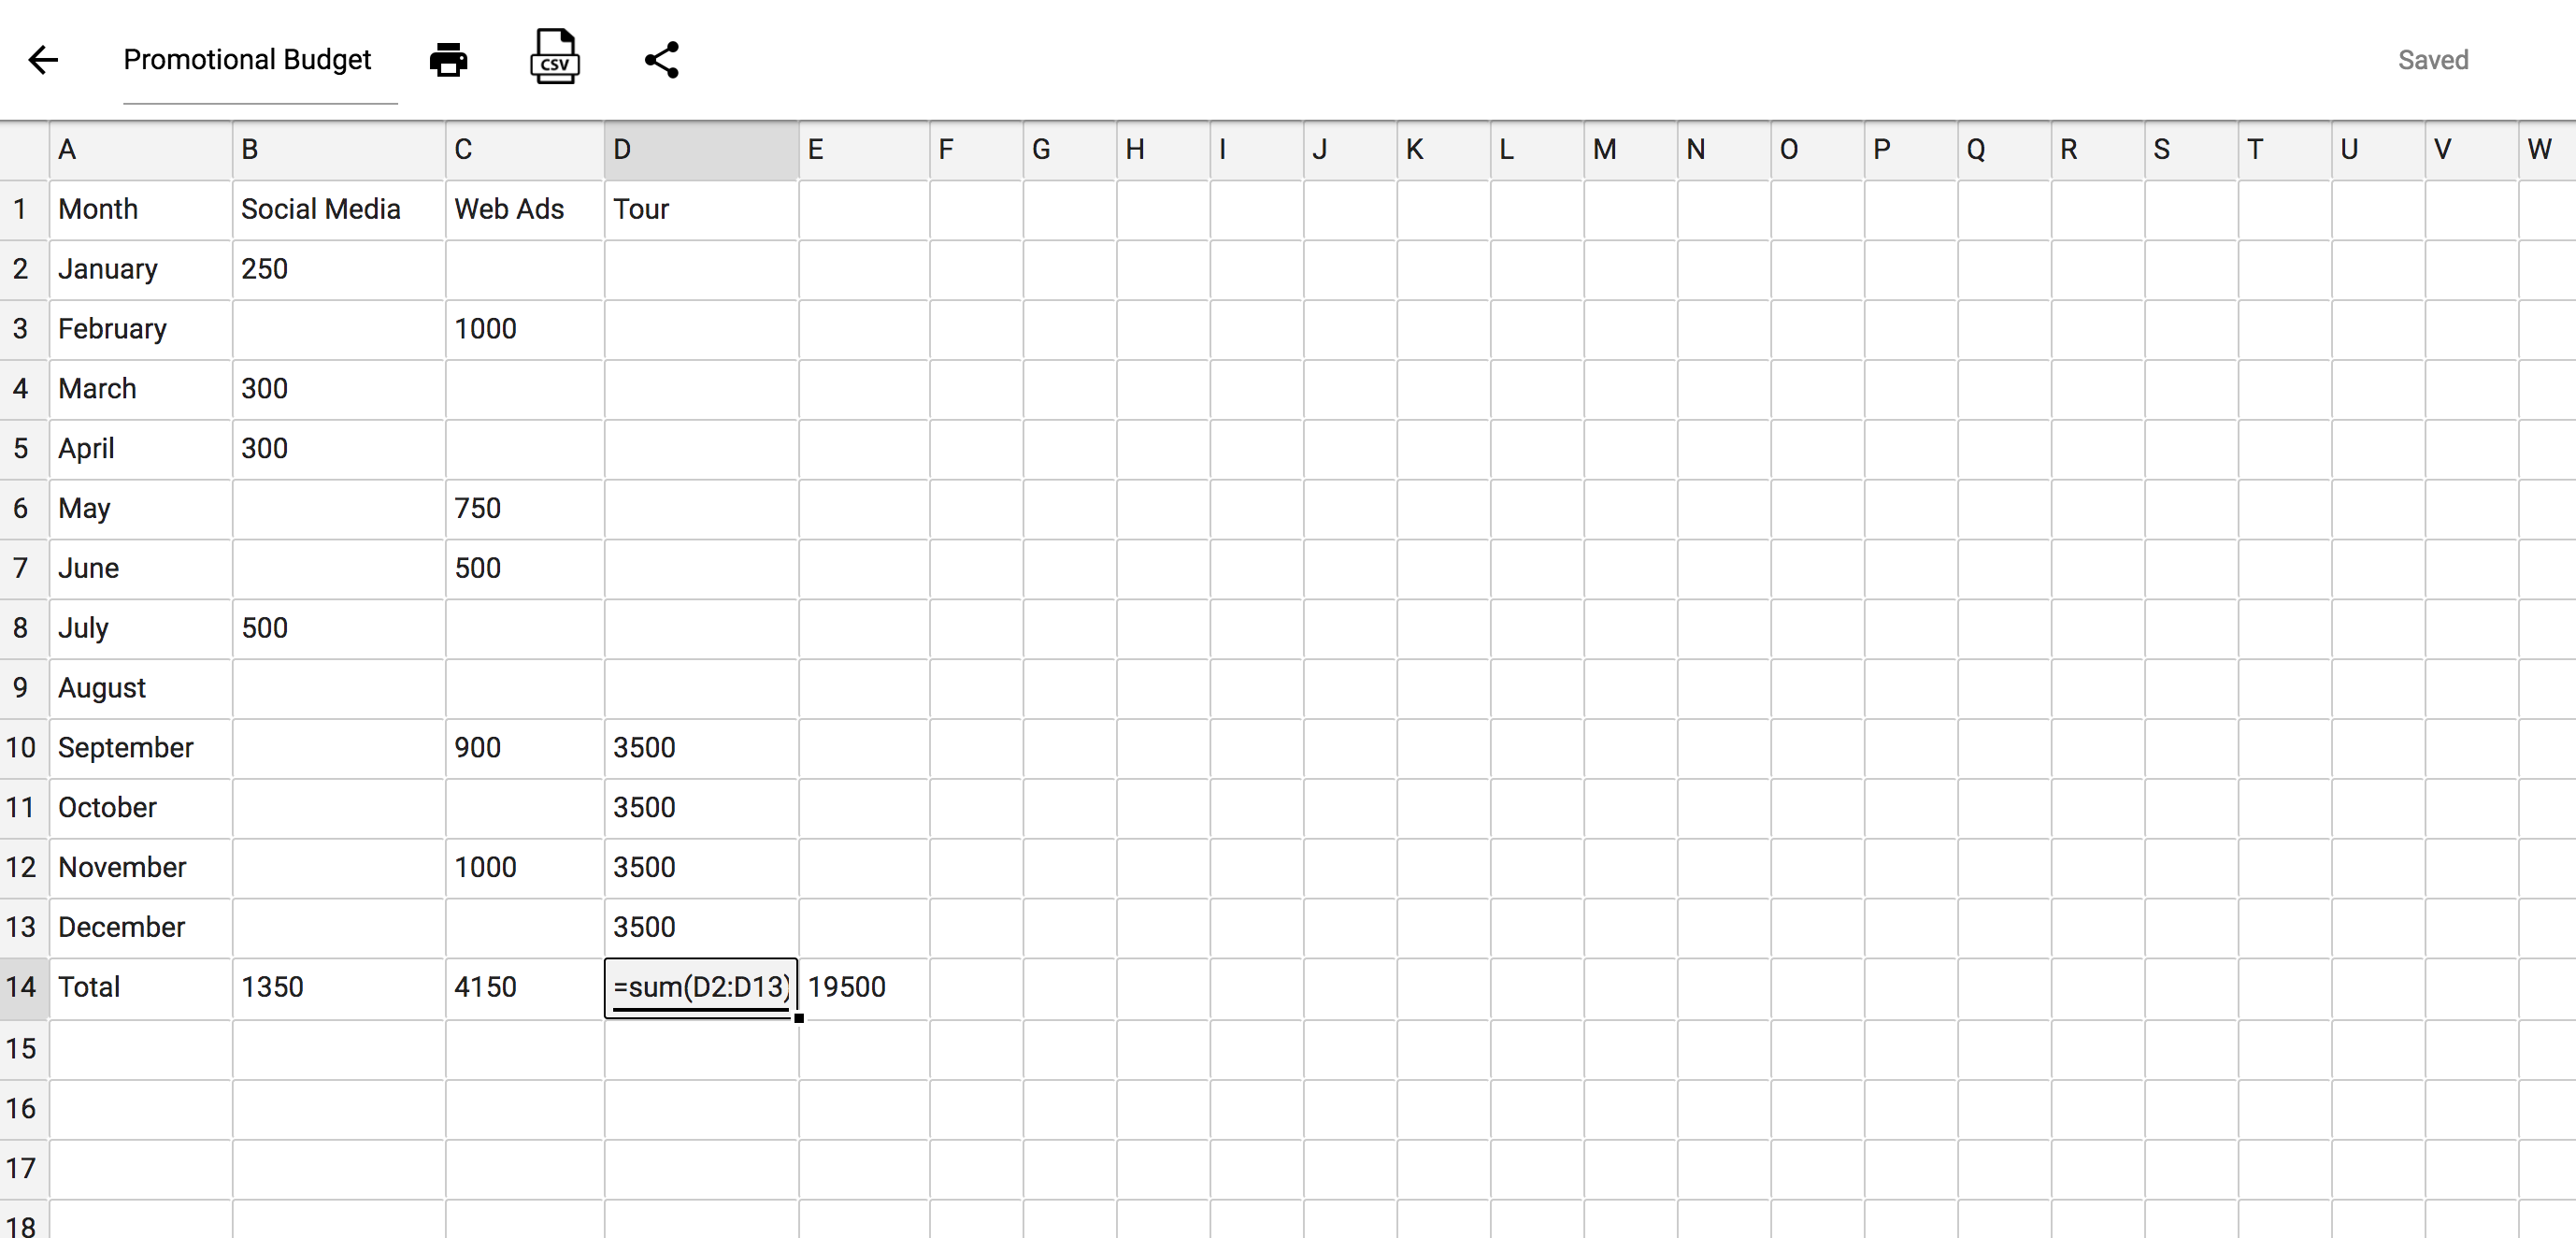 Promotional Budget CSV Saved
A B C D E F G H I J K L M N O P Q R S T U V W
1 Month Social Media Web Ads Tour
2 January 250
3 February 1000
4 March 300
5 April 300
6 May 750
7 June 500
8 July 500
9 August
10 September 900 3500
11 October 3500
12 November 1000 3500
13 December 3500
14 Total 1350 4150 =sum(D2:D13) 19500
15
16
17
18